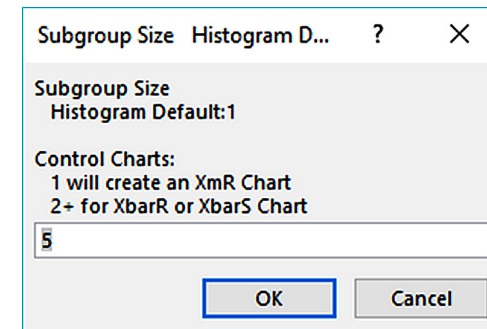 Subgroup Size Histogram D... ?
Subgroup Size
Histogram Default:1
Control Charts:
1 will create an XmR Chart
2+ for XbarR or XbarS Chart
5
OK Cancel